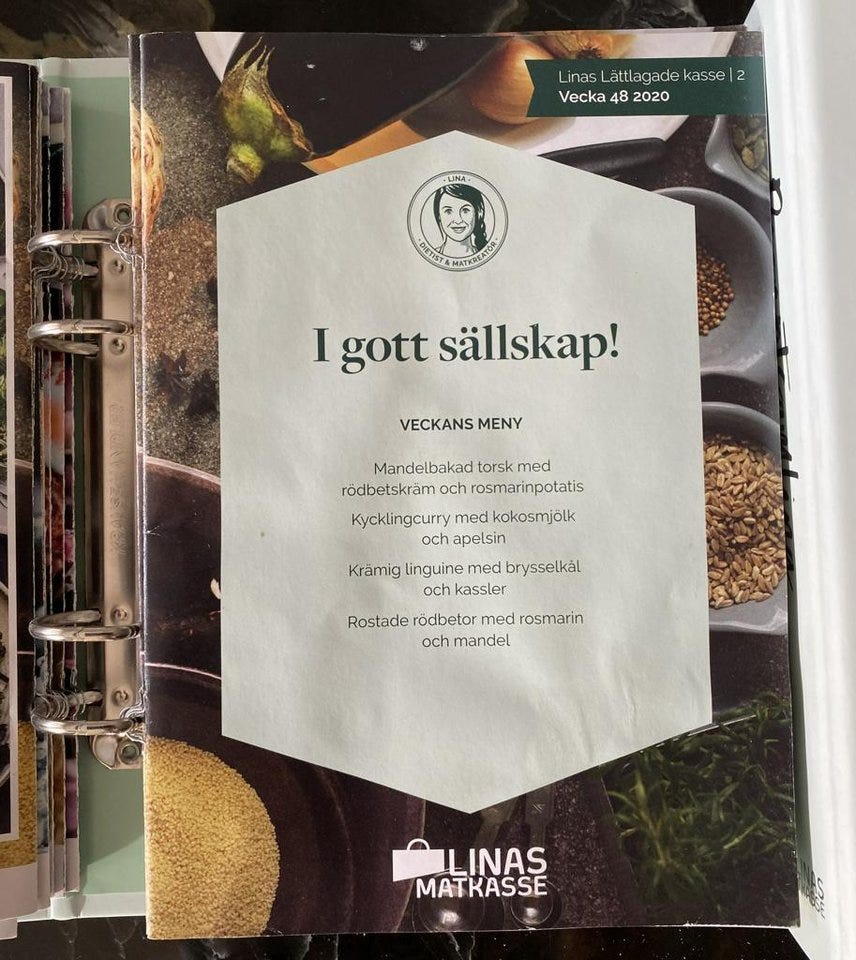 Linas Lättlagade kasse | 2
Vecka 48 2020
· LINA ·
· DIETIST & MATKREATÖR ·
I gott sällskap!
VECKANS MENY
Mandelbakad torsk med
rödbetskräm och rosmarinpotatis
Kycklingcurry med kokosmjölk
och apelsin
Krämig linguine med brysselkål
och kassler
Rostade rödbetor med rosmarin
och mandel
LINAS
MATKASSE